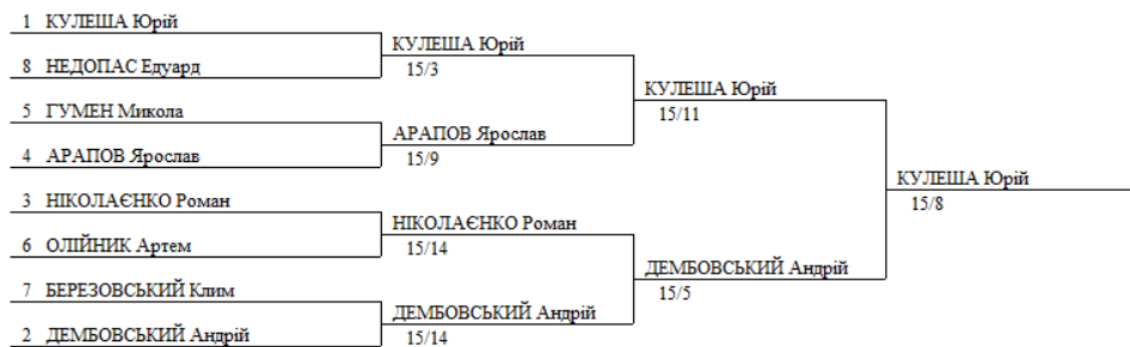 1 КУЛЕША Юрій
8 НЕДОПАС Едуард
5 ГУМЕН Микола
4 АРАПОВ Ярослав
3 НІКОЛАЄНКО Роман
6 ОЛІЙНИК Артем
7 БЕРЕЗОВСЬКИЙ Клим
2 ДЕМБОВСЬКИЙ Андрій
КУЛЕША Юрій
15/3
АРАПОВ Ярослав
15/9
НІКОЛАЄНКО Роман
15/14
ДЕМБОВСЬКИЙ Андрій
15/14
КУЛЕША Юрій
15/11
ДЕМБОВСЬКИЙ Андрій
15/5
КУЛЕША Юрій
15/8